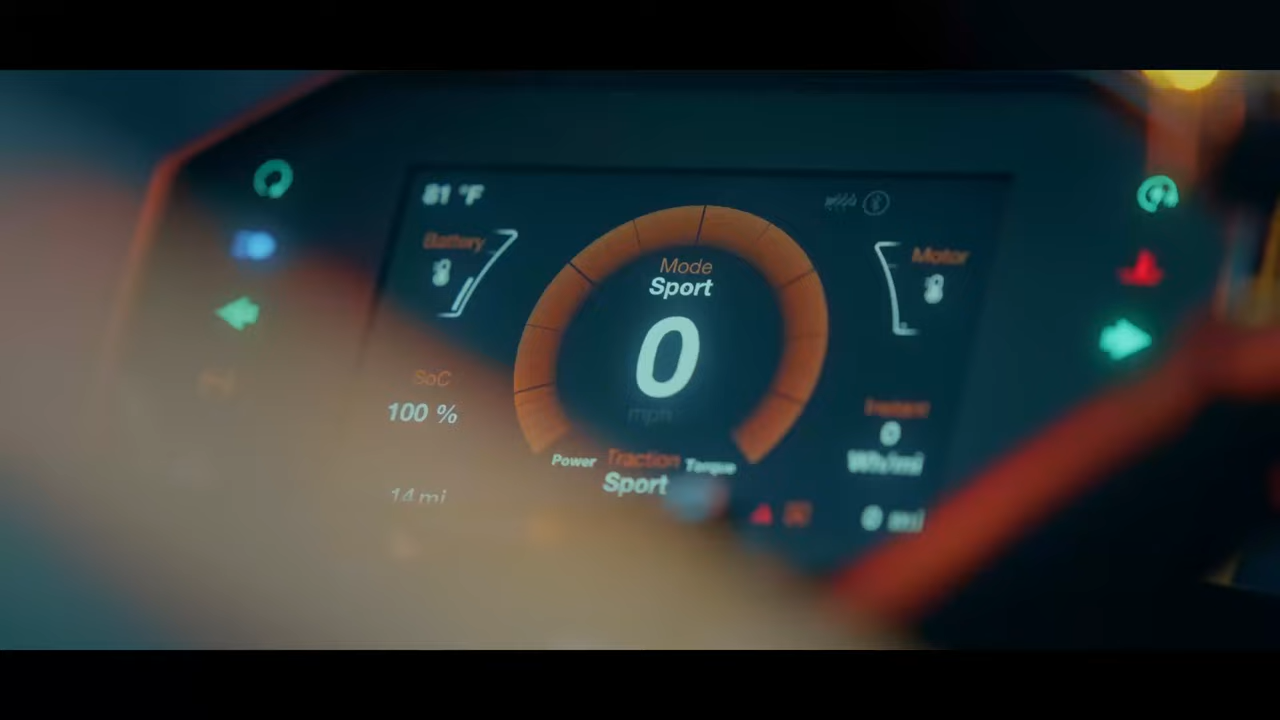 81 °F
Battery
Motor
Mode
Sport
0
mph
SoC
100 %
Instant
0
Wh/mi
Power Traction Torque
Sport
14 mi
0 mi